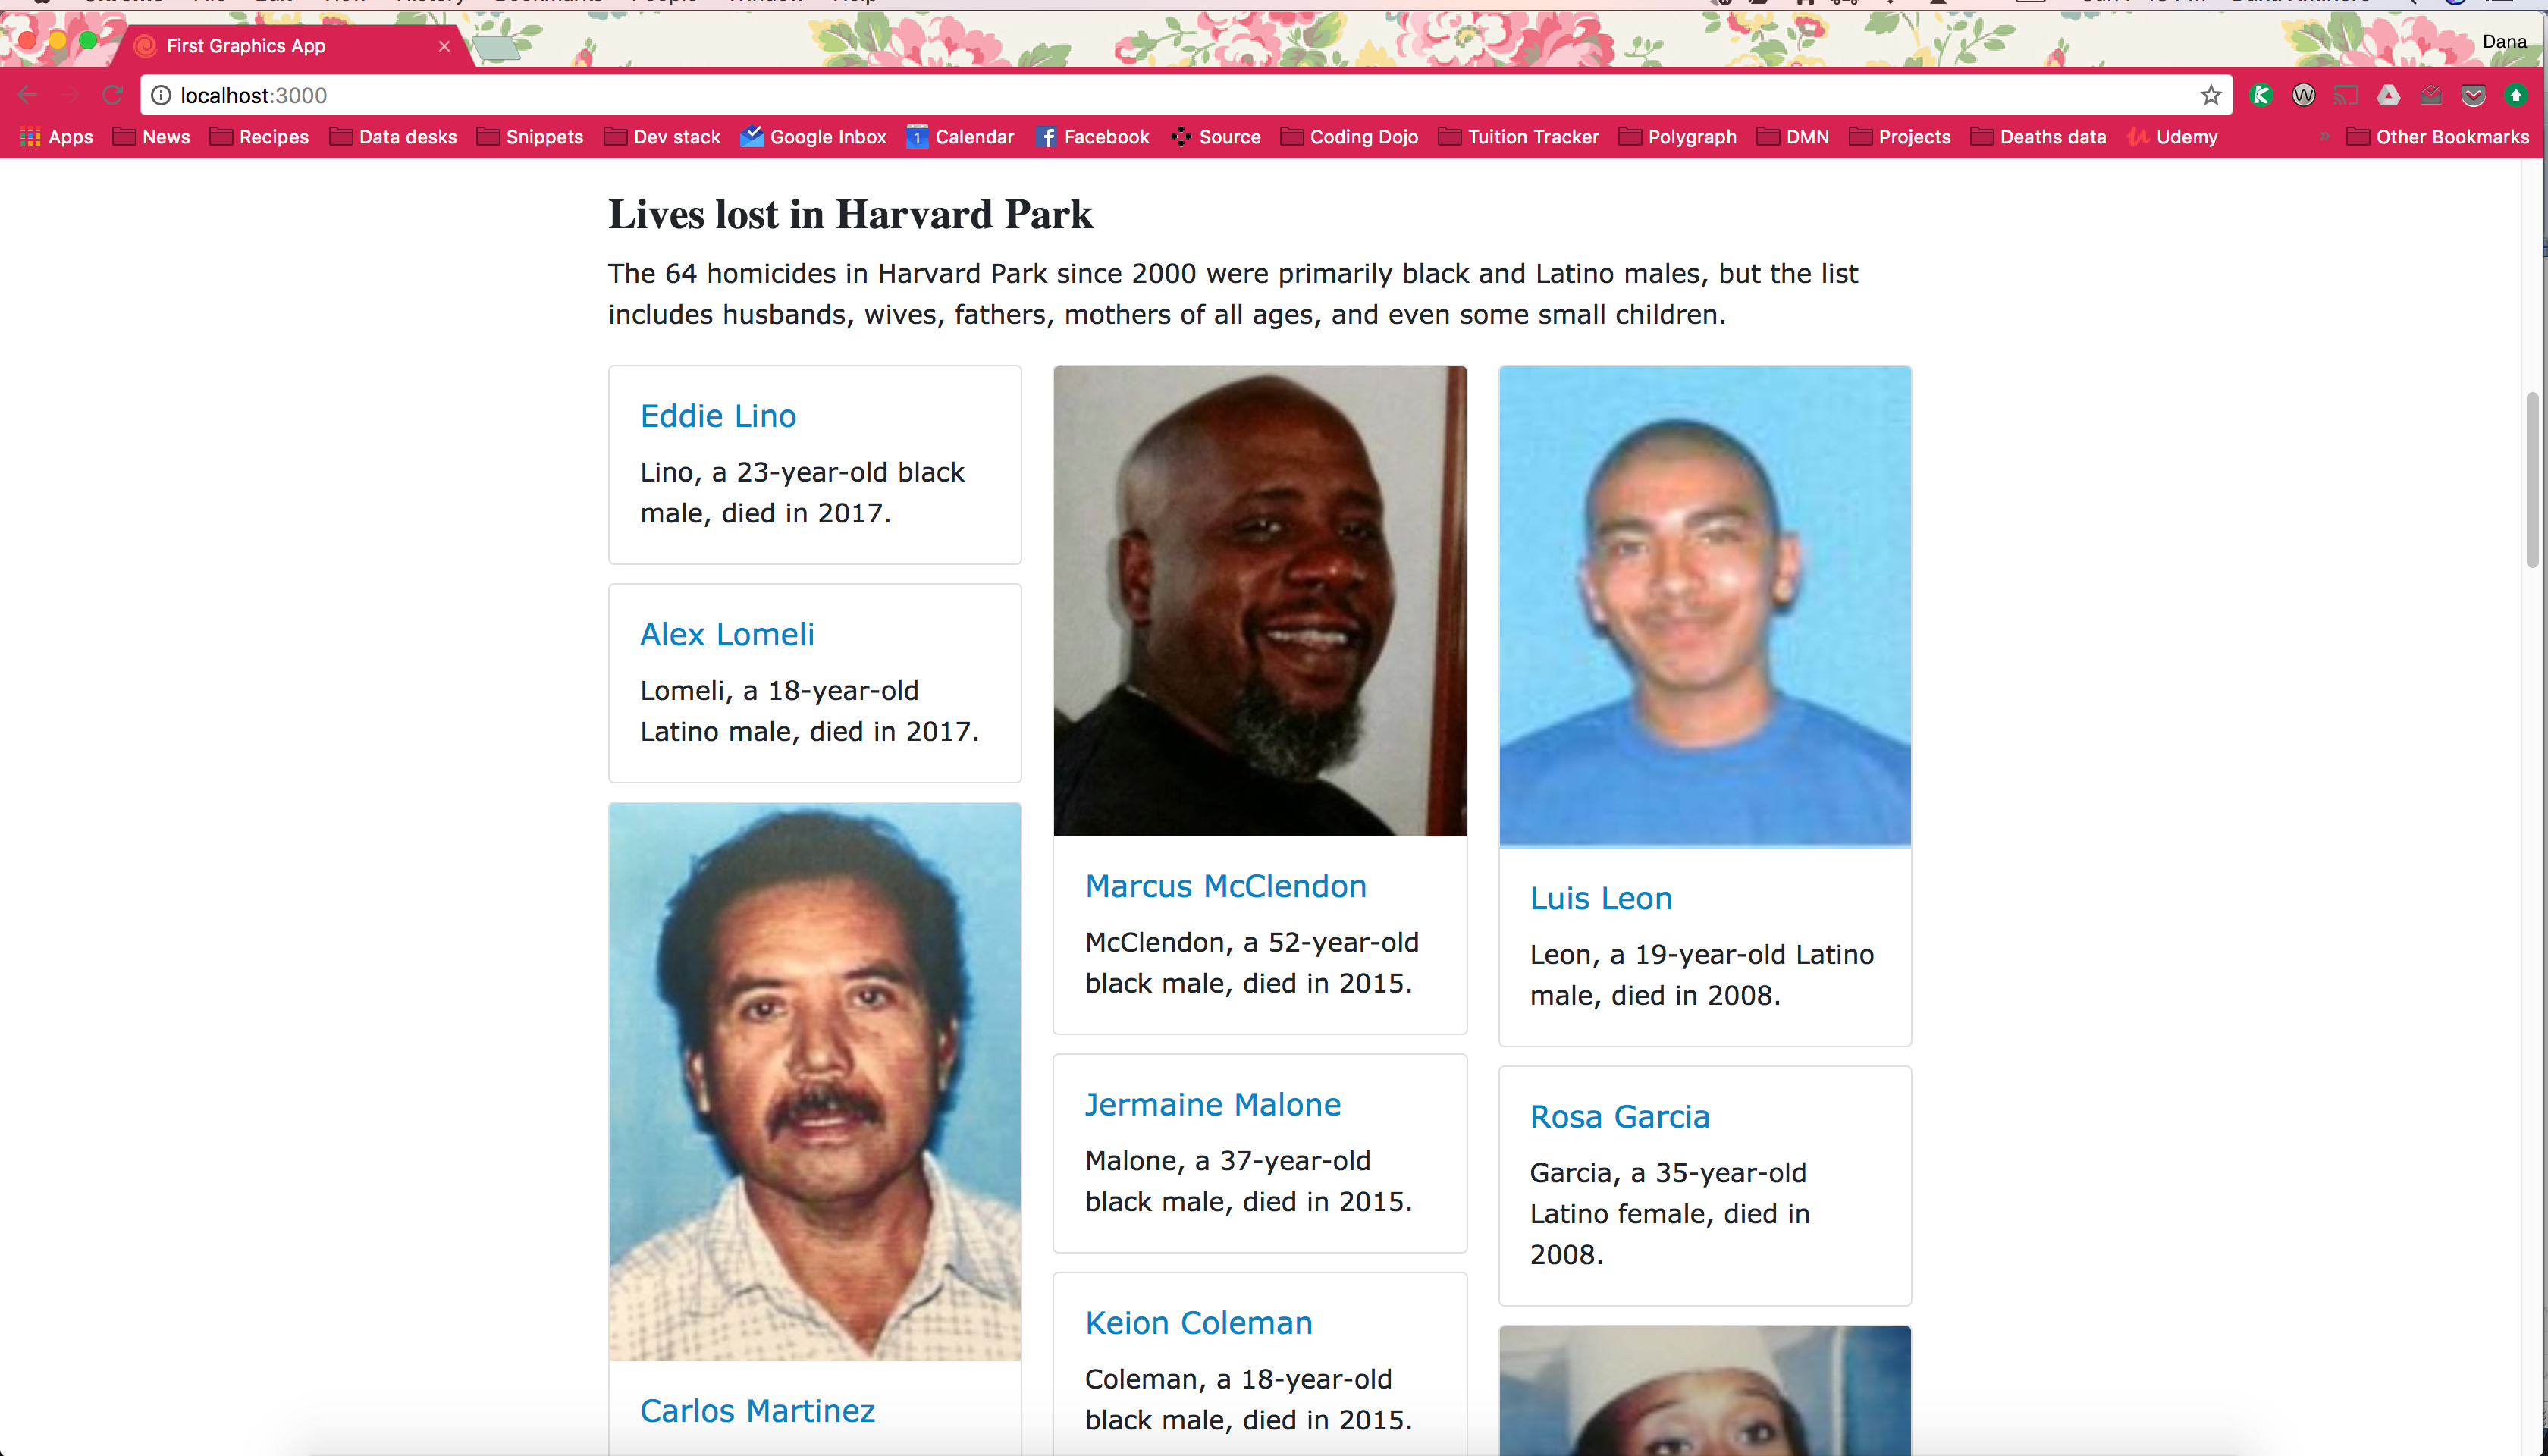 First Graphics App
Dana
localhost:3000
Apps News Recipes Data desks Snippets Dev stack Google Inbox Calendar Facebook Source Coding Dojo Tuition Tracker Polygraph DMN Projects Deaths data Udemy » Other Bookmarks
Lives lost in Harvard Park
The 64 homicides in Harvard Park since 2000 were primarily black and Latino males, but the list
includes husbands, wives, fathers, mothers of all ages, and even some small children.
Eddie Lino
Lino, a 23-year-old black
male, died in 2017.
Alex Lomeli
Lomeli, a 18-year-old
Latino male, died in 2017.
Carlos Martinez
Marcus McClendon
McClendon, a 52-year-old
black male, died in 2015.
Jermaine Malone
Malone, a 37-year-old
black male, died in 2015.
Keion Coleman
Coleman, a 18-year-old
black male, died in 2015.
Luis Leon
Leon, a 19-year-old Latino
male, died in 2008.
Rosa Garcia
Garcia, a 35-year-old
Latino female, died in
2008.